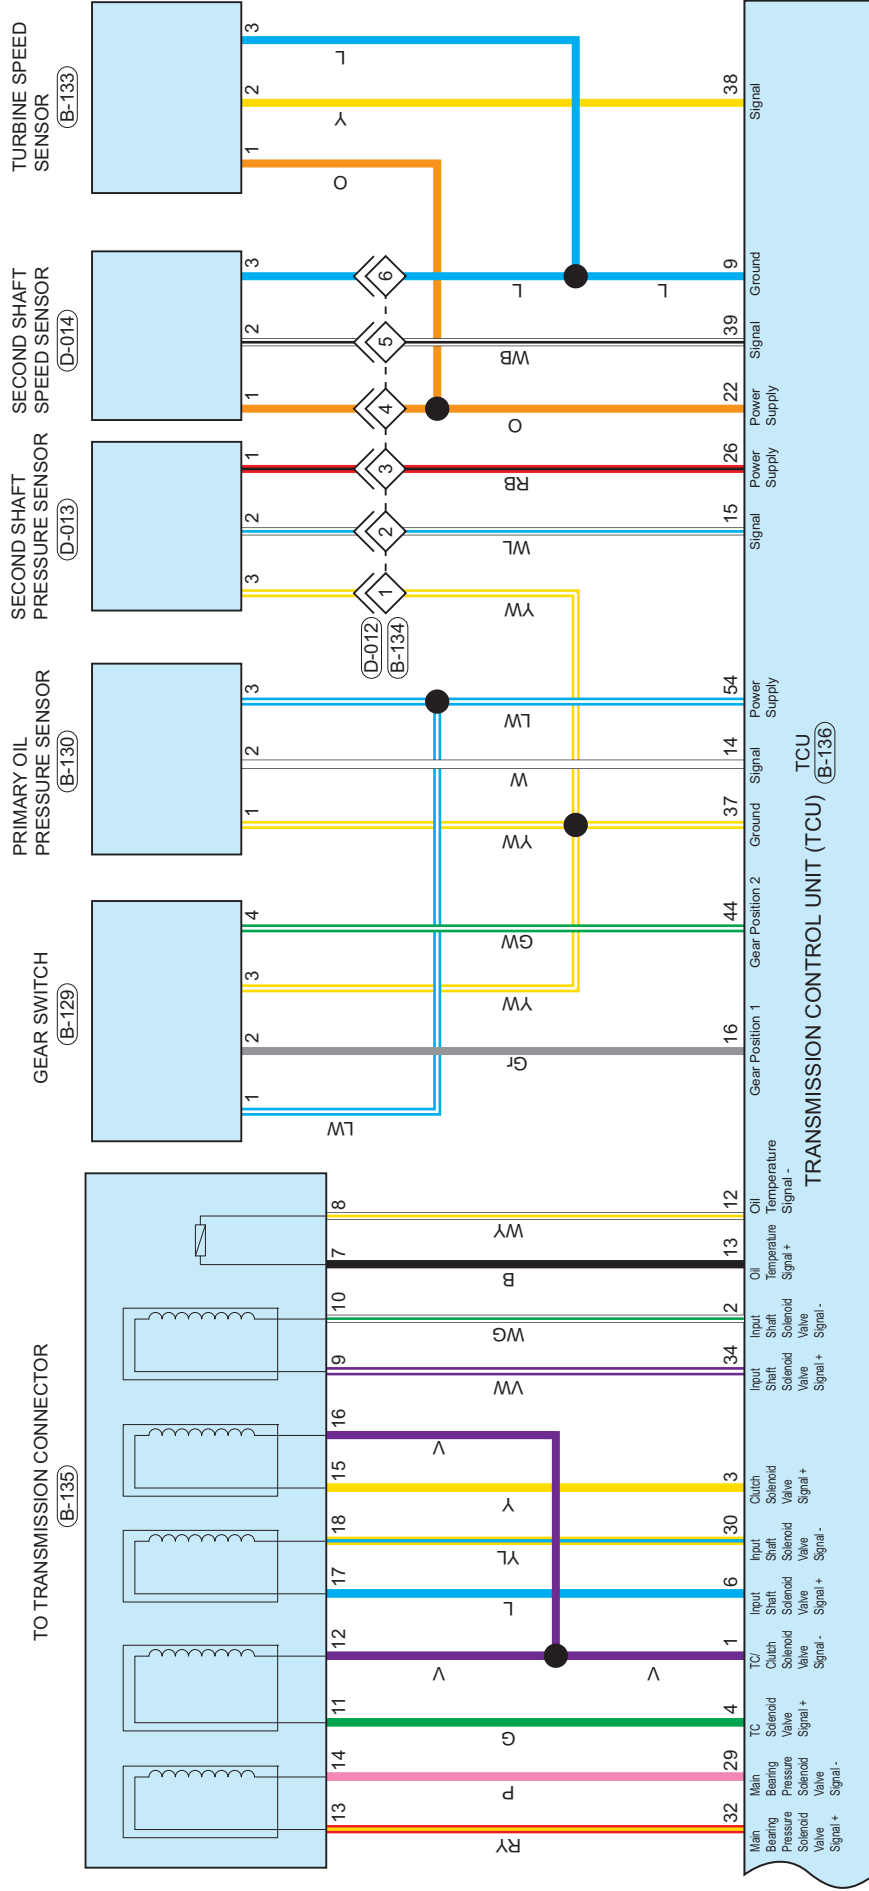 TO TRANSMISSION CONNECTOR
B-135
GEAR SWITCH
B-129
PRIMARY OIL
PRESSURE SENSOR
B-130
SECOND SHAFT
PRESSURE SENSOR
D-013
SECOND SHAFT
SPEED SENSOR
D-014
TURBINE SPEED
SENSOR
B-133
13
14
11
12
17
18
15
16
9
10
7
8
1
2
3
4
1
2
3
3
2
1
1
2
3
1
2
3
D-012
B-134
1
2
3
4
5
6
RY
P
G
V
V
L
YL
Y
V
VW
WG
B
WY
LW
Gr
YW
GW
YW
W
LW
YW
WL
RB
O
WB
L
L
O
Y
L
32
29
4
1
6
30
3
34
2
13
12
16
44
37
14
54
15
26
22
39
9
38
Main
Bearing
Pressure
Solenoid
Valve
Signal +
Main
Bearing
Pressure
Solenoid
Valve
Signal -
TC
Solenoid
Valve
Signal +
TC/
Clutch
Solenoid
Valve
Signal -
Input
Shaft
Solenoid
Valve
Signal +
Input
Shaft
Solenoid
Valve
Signal -
Clutch
Solenoid
Valve
Signal +
Input
Shaft
Solenoid
Valve
Signal +
Input
Shaft
Solenoid
Valve
Signal -
Oil
Temperature
Signal +
Oil
Temperature
Signal -
Gear Position 1
Gear Position 2
Ground
Signal
Power
Supply
Signal
Power
Supply
Power
Supply
Signal
Ground
Signal
TCU
TRANSMISSION CONTROL UNIT (TCU)
B-136